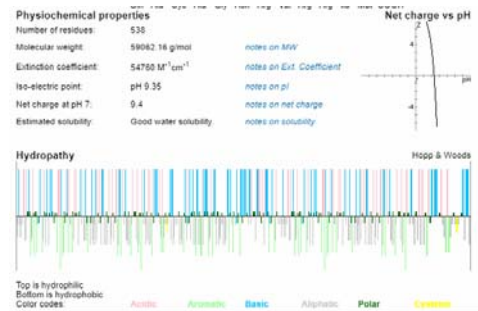 Physiochemical properties
Net charge vs pH
Number of residues: 538
Molecular weight: 59062.16 g/mol notes on MW
Extinction coefficient: 54760 M⁻¹cm⁻¹ notes on Ext. Coefficient
Iso-electric point: pH 9.35 notes on pI
Net charge at pH 7: 9.4 notes on net charge
Estimated solubility: Good water solubility. notes on solubility
4
pH
-4
Hydropathy
Hopp & Woods
Top is hydrophilic
Bottom is hydrophobic
Color codes: Acidic Aromatic Basic Aliphatic Polar Cysteine